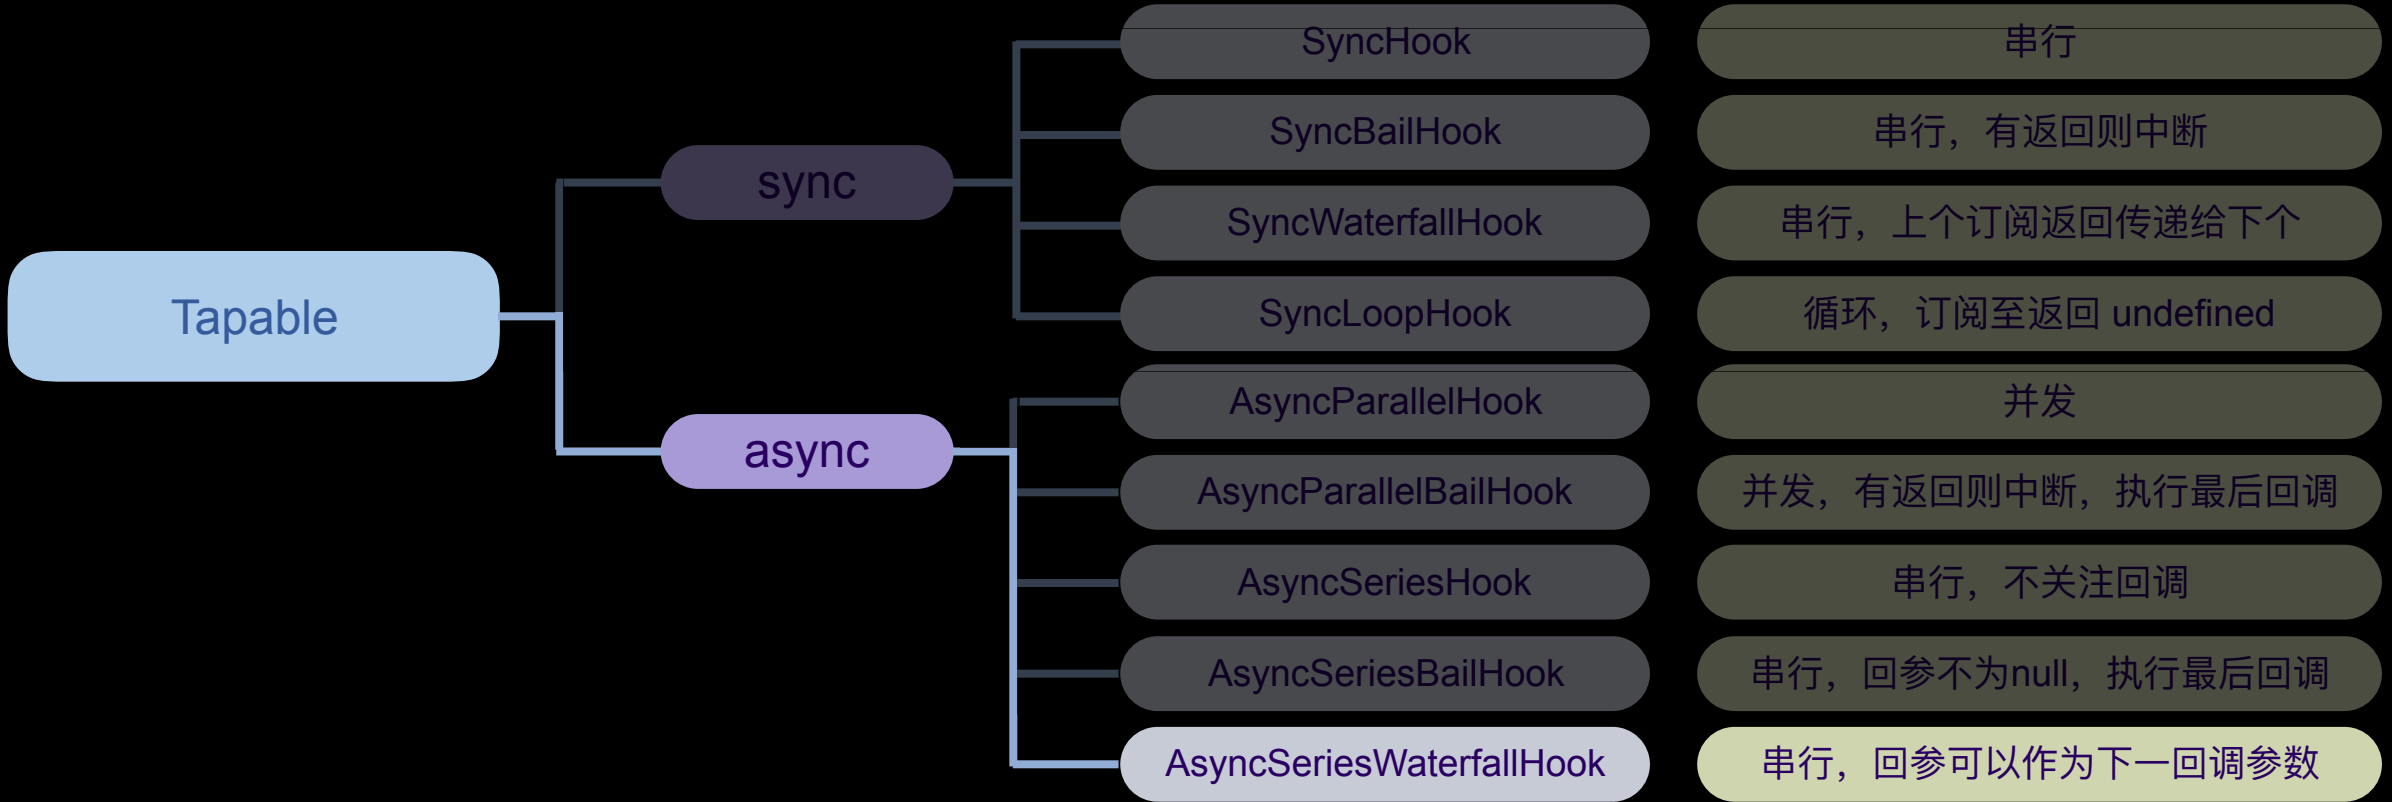 Tapable
sync
SyncHook 串行
SyncBailHook 串行，有返回则中断
SyncWaterfallHook 串行，上个订阅返回传递给下个
SyncLoopHook 循环，订阅至返回 undefined
async
AsyncParallelHook 并发
AsyncParallelBailHook 并发，有返回则中断，执行最后回调
AsyncSeriesHook 串行，不关注回调
AsyncSeriesBailHook 串行，回参不为null，执行最后回调
AsyncSeriesWaterfallHook 串行，回参可以作为下一回调参数